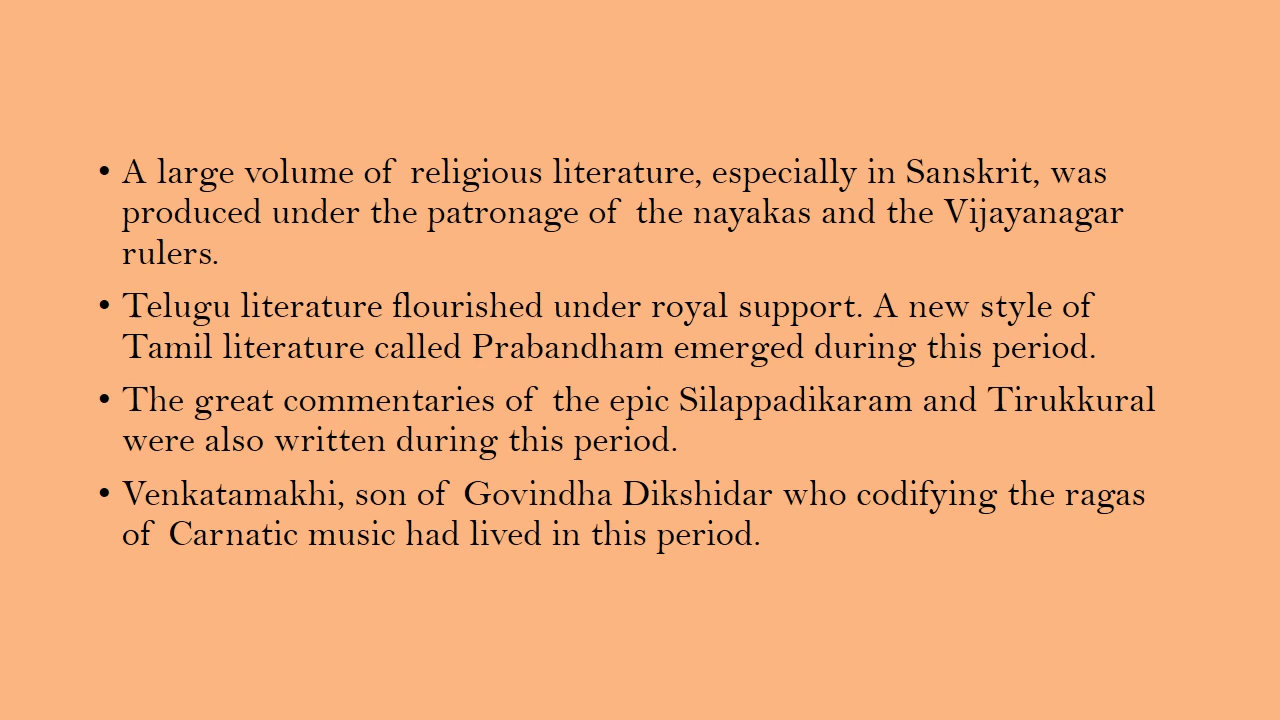 • A large volume of religious literature, especially in Sanskrit, was
produced under the patronage of the nayakas and the Vijayanagar
rulers.
• Telugu literature flourished under royal support. A new style of
Tamil literature called Prabandham emerged during this period.
• The great commentaries of the epic Silappadikaram and Tirukkural
were also written during this period.
• Venkatamakhi, son of Govindha Dikshidar who codifying the ragas
of Carnatic music had lived in this period.